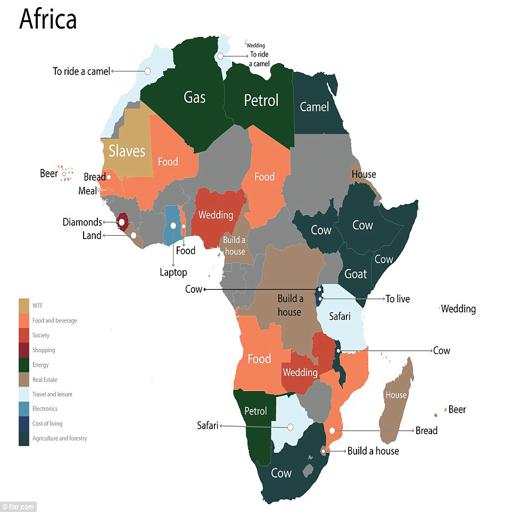 Africa
Wedding
To ride
a camel
To ride a camel
Gas
Petrol
Camel
Slaves
Food
Beer
Bread
Meal
Food
House
Diamonds
Land
Wedding
Build a
house
Cow
Cow
Cow
Food
Laptop
Goat
Cow
Build a
house
To live
Safari
Wedding
WTF
Food and beverage
Society
Shopping
Energy
Real Estate
Travel and leisure
Electronics
Cost of living
Agriculture and forestry
Food
Cow
Wedding
House
Beer
Petrol
Safari
Bread
Build a house
Cow
© fixr.com